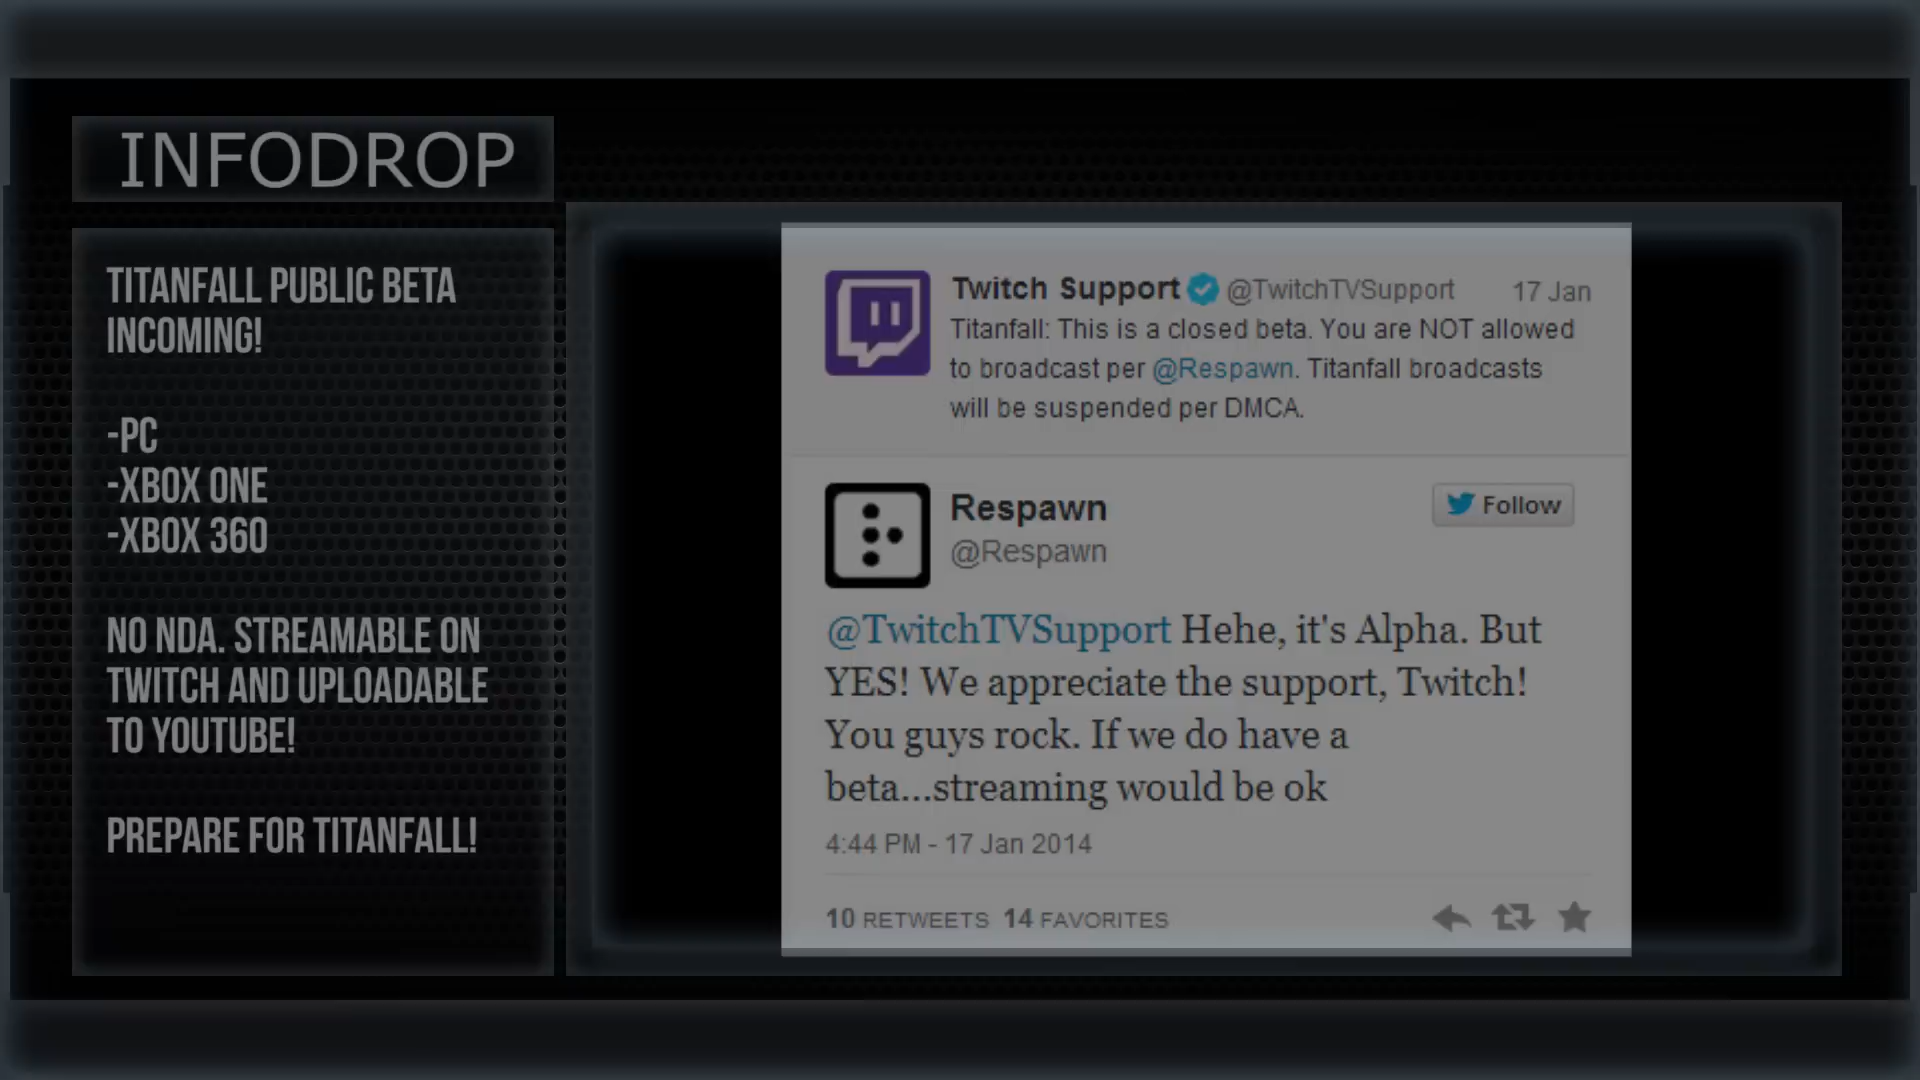 INFODROP
TITANFALL PUBLIC BETA
INCOMING!
-PC
-XBOX ONE
-XBOX 360
NO NDA. STREAMABLE ON
TWITCH AND UPLOADABLE
TO YOUTUBE!
PREPARE FOR TITANFALL!
Twitch Support @TwitchTVSupport 17 Jan
Titanfall: This is a closed beta. You are NOT allowed
to broadcast per @Respawn. Titanfall broadcasts
will be suspended per DMCA.
Respawn
Follow
@Respawn
@TwitchTVSupport Hehe, it's Alpha. But
YES! We appreciate the support, Twitch!
You guys rock. If we do have a
beta...streaming would be ok
4:44 PM - 17 Jan 2014
10 RETWEETS 14 FAVORITES